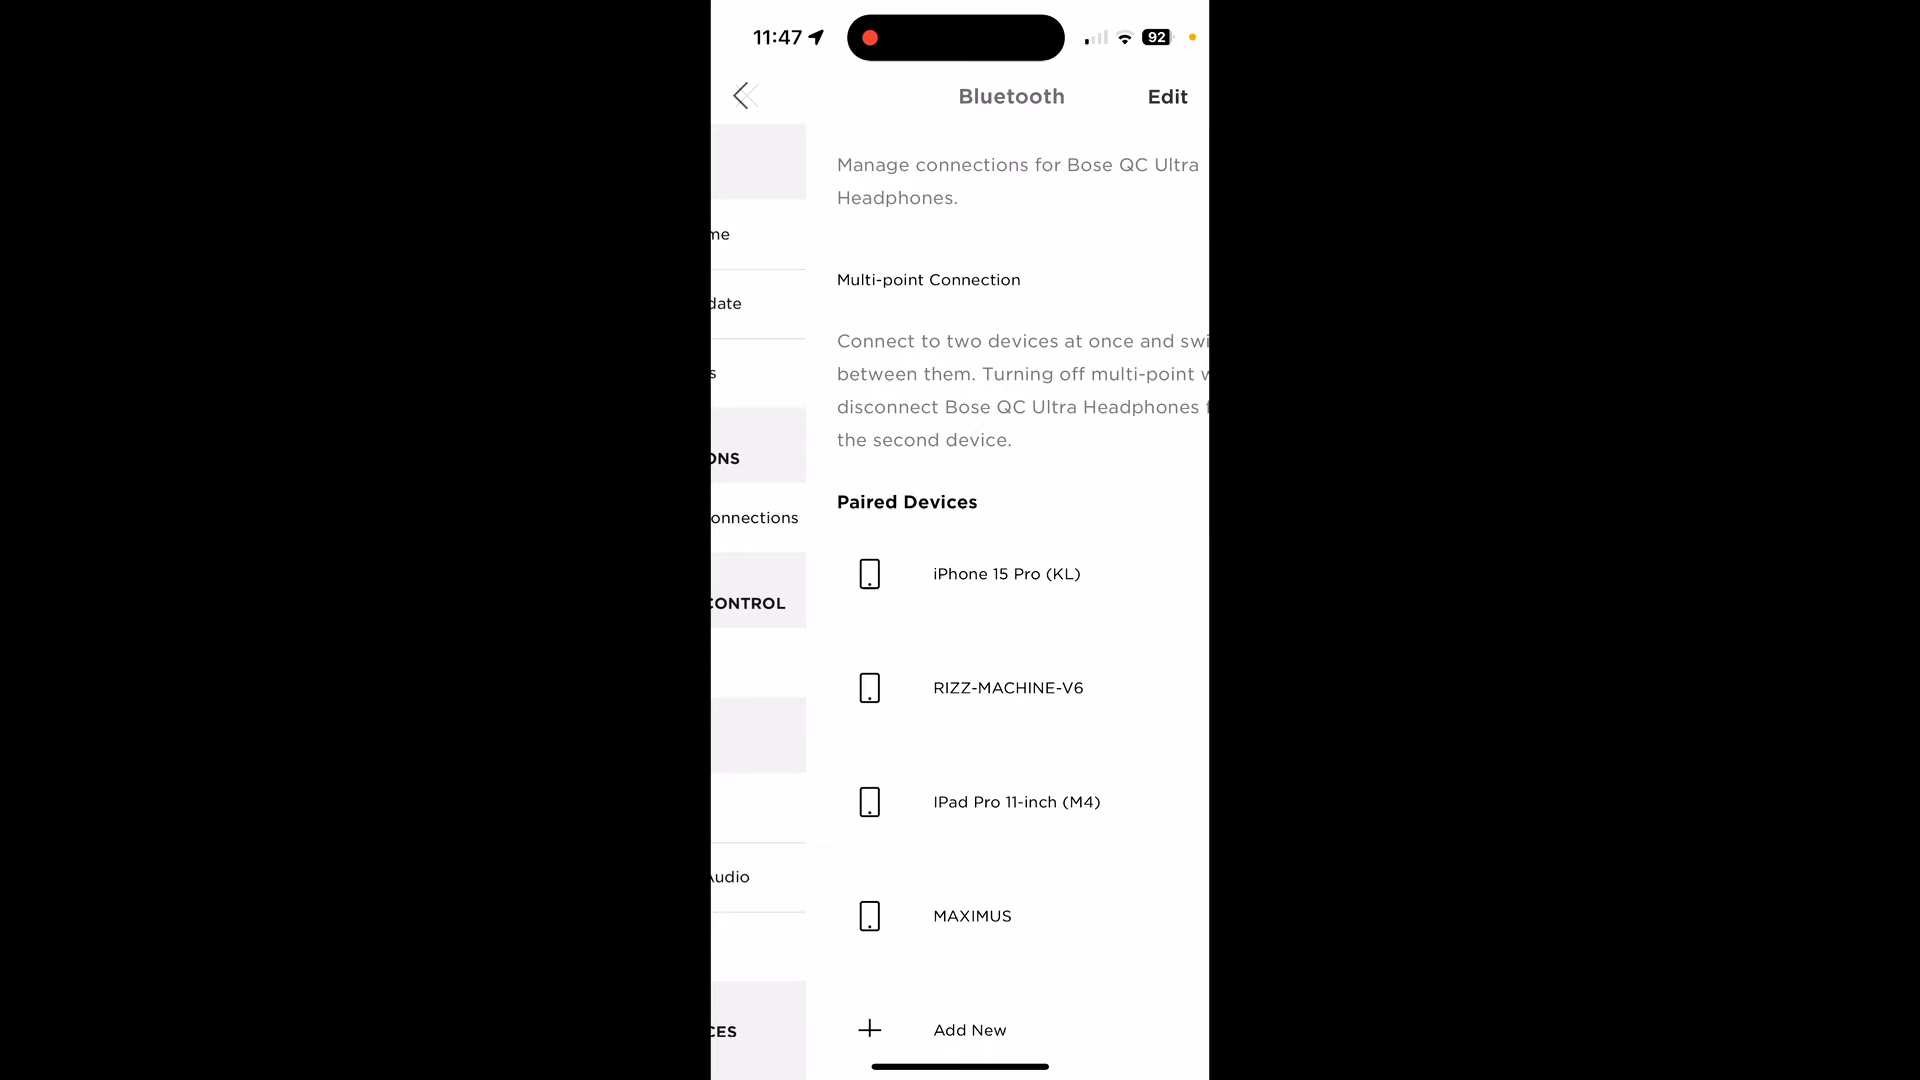 11:47
92
Bluetooth
Edit
Manage connections for Bose QC Ultra
Headphones.
me
date
Multi-point Connection
Connect to two devices at once and swi
s
between them. Turning off multi-point w
disconnect Bose QC Ultra Headphones f
the second device.
ONS
Paired Devices
onnections
iPhone 15 Pro (KL)
CONTROL
RIZZ-MACHINE-V6
IPad Pro 11-inch (M4)
Audio
MAXIMUS
CES
Add New